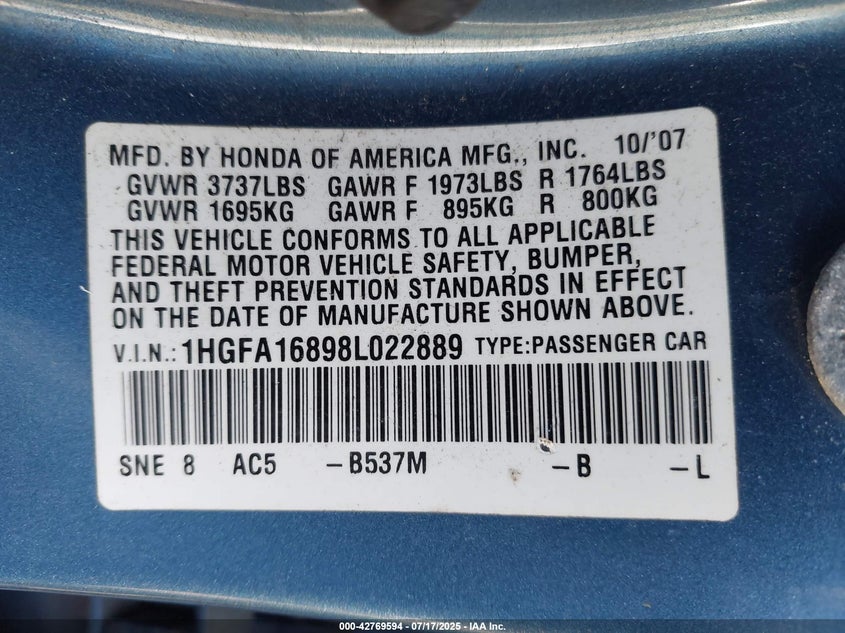 MFD. BY HONDA OF AMERICA MFG., INC. 10/'07
GVWR 3737LBS GAWR F 1973LBS R 1764LBS
GVWR 1695KG GAWR F 895KG R 800KG
THIS VEHICLE CONFORMS TO ALL APPLICABLE
FEDERAL MOTOR VEHICLE SAFETY, BUMPER,
AND THEFT PREVENTION STANDARDS IN EFFECT
ON THE DATE OF MANUFACTURE SHOWN ABOVE.
V.I.N.: 1HGFA16898L022889 TYPE:PASSENGER CAR
SNE 8 AC5 -B537M -B -L
000-42769594 | 07/17/2025 - IAA Inc.